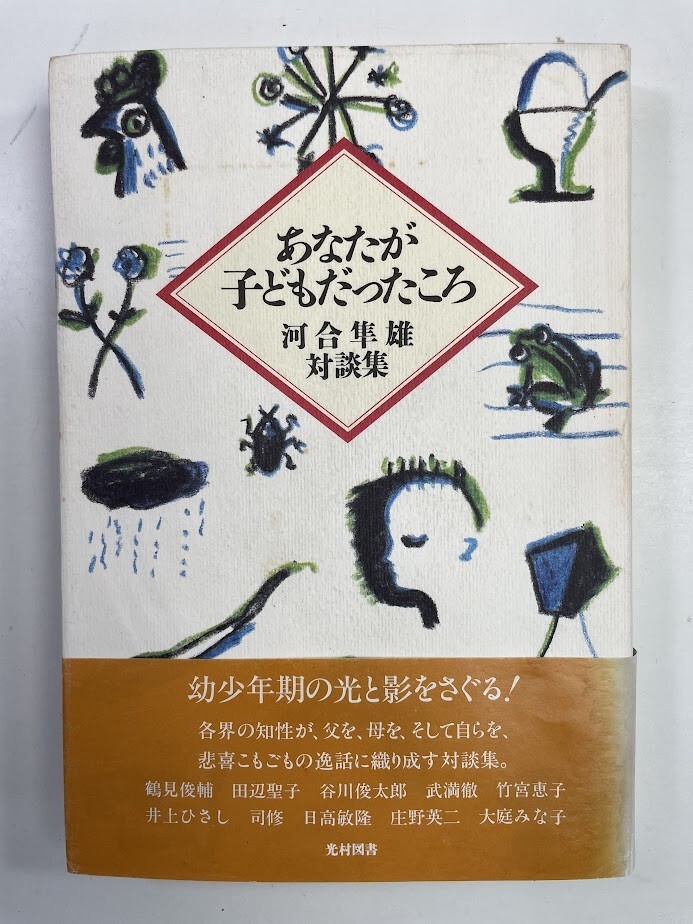 あなたが
子どもだったころ
河合隼雄
対談集
幼少年期の光と影をさぐる!
各界の知性が、父を、母を、そして自らを、
悲喜こもごもの逸話に織り成す対談集。
鶴見俊輔 田辺聖子 谷川俊太郎 武満徹 竹宮恵子
井上ひさし 司修 日高敏隆 庄野英二 大庭みな子
光村図書